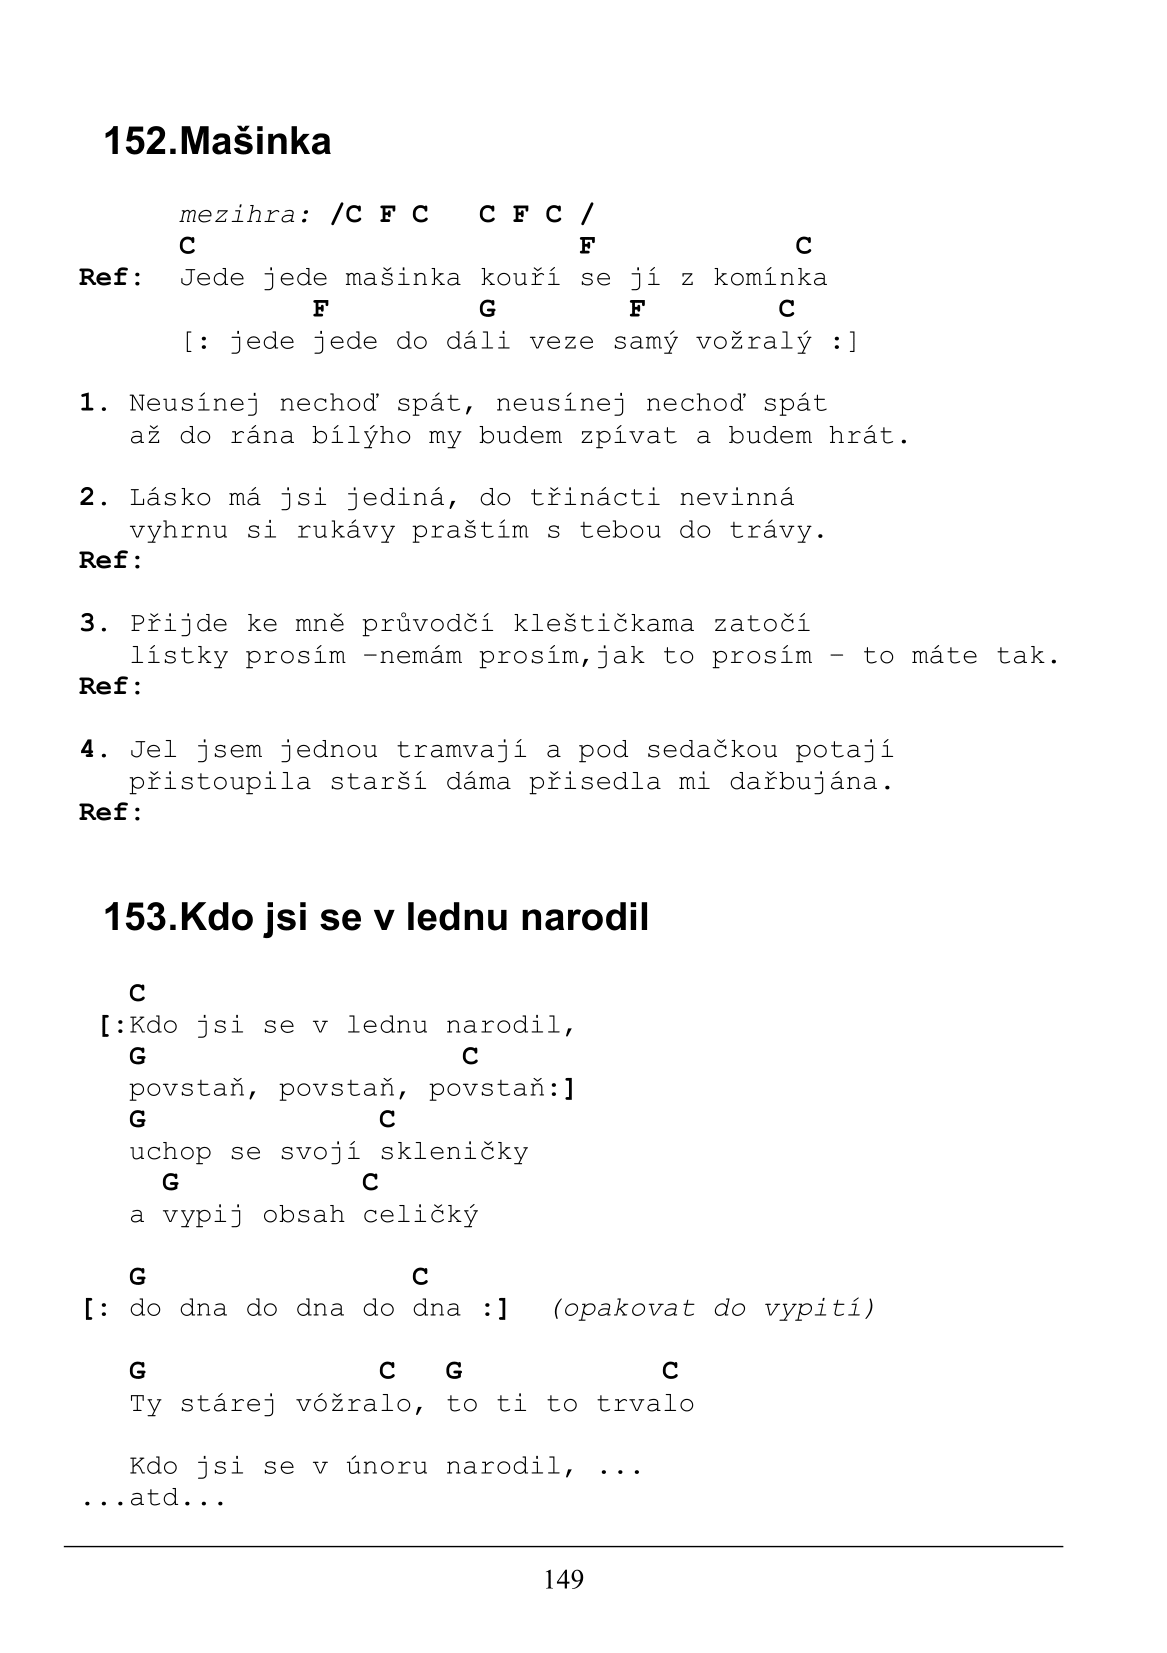 152.Mašinka
mezihra: /C F C   C F C /
C                       F            C
Ref:  Jede jede mašinka kouří se jí z komínka
F         G        F        C
[: jede jede do dáli veze samý vožralý :]
1. Neusínej nechoď spát, neusínej nechoď spát
až do rána bílýho my budem zpívat a budem hrát.
2. Lásko má jsi jediná, do třinácti nevinná
vyhrnu si rukávy praštím s tebou do trávy.
Ref:
3. Přijde ke mně průvodčí kleštičkama zatočí
lístky prosím –nemám prosím,jak to prosím – to máte tak.
Ref:
4. Jel jsem jednou tramvají a pod sedačkou potají
přistoupila starší dáma přisedla mi dařbujána.
Ref:
153.Kdo jsi se v lednu narodil
C
[:Kdo jsi se v lednu narodil,
G                   C
povstaň, povstaň, povstaň:]
G              C
uchop se svojí skleničky
G          C
a vypij obsah celičký
G                C
[: do dna do dna do dna :]  (opakovat do vypití)
G              C   G            C
Ty stárej vóžralo, to ti to trvalo
Kdo jsi se v únoru narodil, ...
...atd...
149